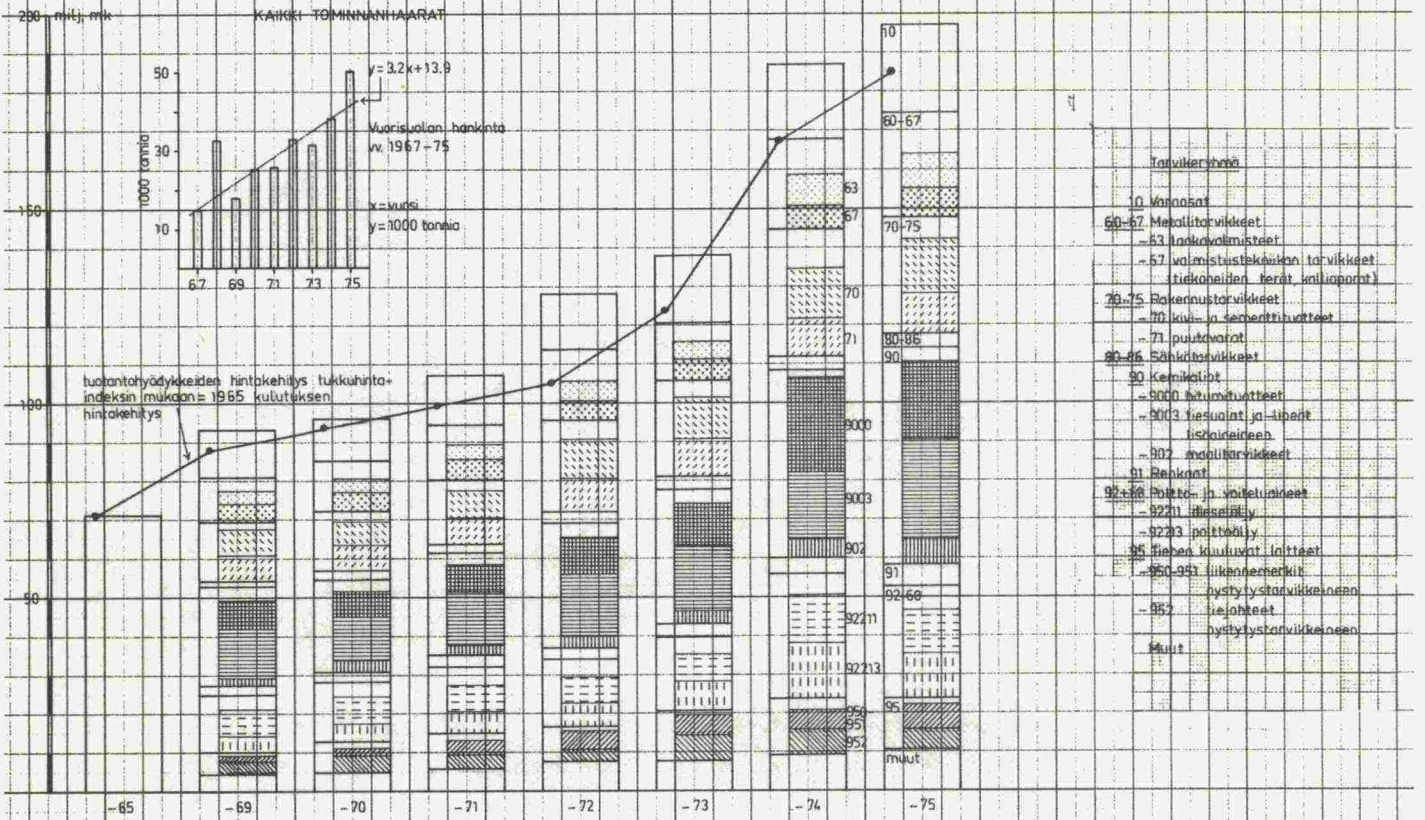 200 milj. mk
KAIKKI TOIMINNANHAARAT
50
30
10
1000 tonnia
67 69 71 73 75
y=3.2x+13.9
Vuorisuolan hankinta
vv. 1967-75
x=vuosi
y=1000 tonnia
150
100
50
tuotantohyödykkeiden hintakehitys tukkuhinta-
indeksin mukaan = 1965 kulutuksen
hintakehitys
63
67
70
71
9000
9003
902
92211
92213
950-
951
952
10
60-67
70-75
80-86
90
91
92-68
95
muut
-65 -69 -70 -71 -72 -73 -74 -75
Tarvikeryhmä
10 Varaosat
60-67 Metallitarvikkeet
-63 laakavalmisteet
-67 valmistustekniikan tarvikkeet
(tiekoneiden terät, kallioporat)
70-75 Rakennustarvikkeet
-70 kivi- ja sementtituotteet
-71 puutavarat
80-86 Sähkötarvikkeet
90 Kemikaliot
-9000 bitumituotteet
-9003 tiesuolat ja -lipeät
lisäaineineen
-902 maalitarvikkeet
91 Renkaat
92+68 Poltto- ja voiteluaineet
-92211 dieselöljy
-92213 polttoöljy
95 Tiehen kuuluvat laitteet
-950-951 liikennemerkit
pystytystarvikkeineen
-952 tiejohteet
pystytystarvikkeineen
Muut